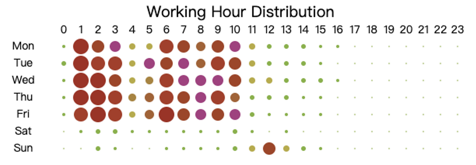 Working Hour Distribution
0 1 2 3 4 5 6 7 8 9 10 11 12 13 14 15 16 17 18 19 20 21 22 23
Mon
Tue
Wed
Thu
Fri
Sat
Sun